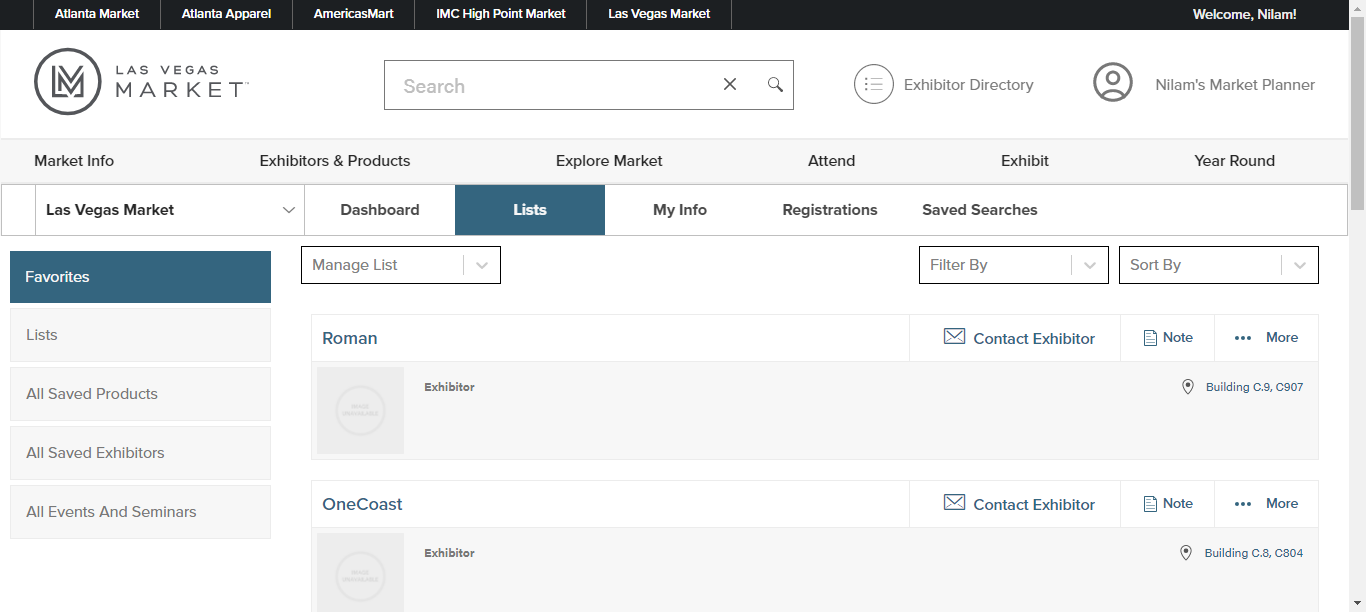 Atlanta Market Atlanta Apparel AmericasMart IMC High Point Market Las Vegas Market Welcome, Nilam!
LAS VEGAS
MARKET
Search
Exhibitor Directory
Nilam's Market Planner
Market Info Exhibitors & Products Explore Market Attend Exhibit Year Round
Las Vegas Market Dashboard Lists My Info Registrations Saved Searches
Favorites
Lists
All Saved Products
All Saved Exhibitors
All Events And Seminars
Manage List Filter By Sort By
Roman Contact Exhibitor Note More
IMAGE
UNAVAILABLE
Exhibitor Building C.9, C907
OneCoast Contact Exhibitor Note More
IMAGE
UNAVAILABLE
Exhibitor Building C.8, C804